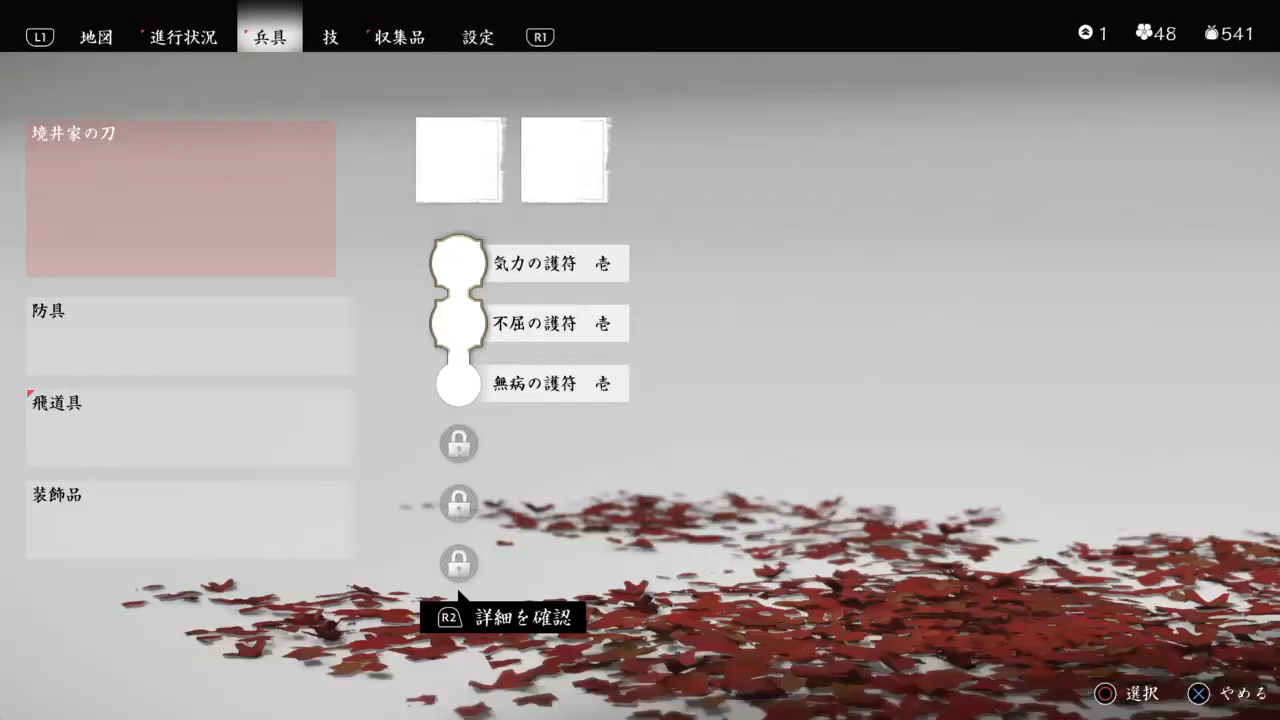 L1 地図 進行状況 兵具 技 収集品 設定 R1 1 48 541
境井家の刀
気力の護符 壱
防具
不屈の護符 壱
無病の護符 壱
飛道具
装飾品
R2 詳細を確認
選択 やめる